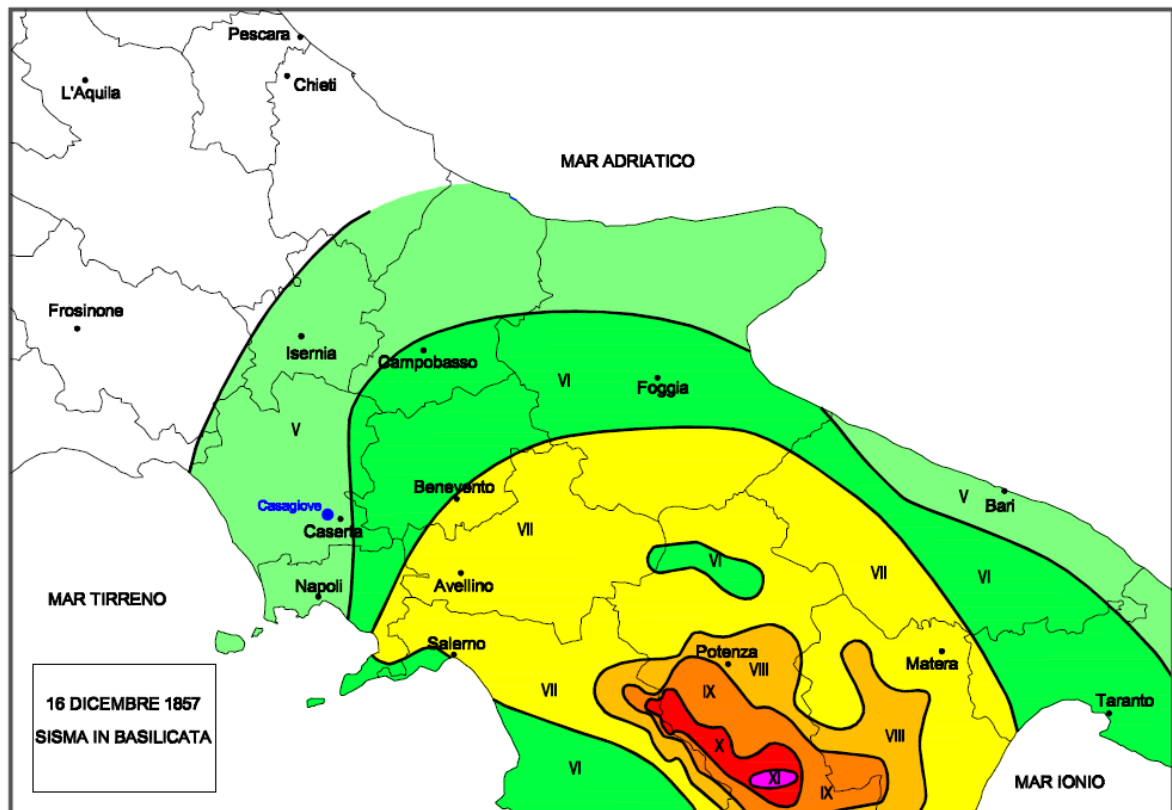 Pescara
Chieti
L'Aquila
MAR ADRIATICO
Frosinone
Isernia
Campobasso
VI
Foggia
V
Benevento
V
Bari
Casagiove
Caserta
VII
VI
VII
VI
Napoli
Avellino
MAR TIRRENO
Salerno
Potenza
VIII
Matera
VII
IX
Taranto
16 DICEMBRE 1857
SISMA IN BASILICATA
X
VIII
VI
XI
IX
MAR IONIO